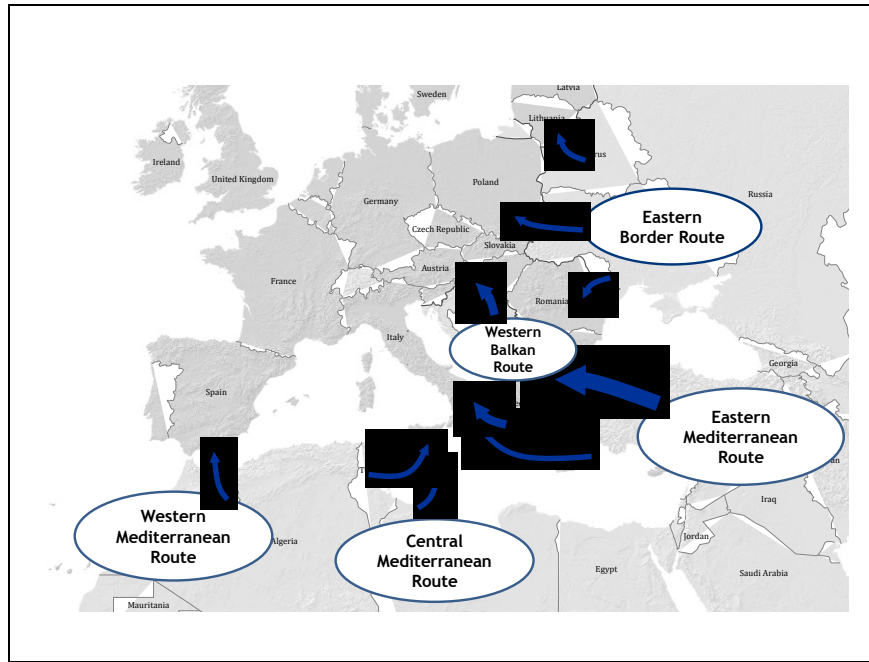 Sweden
Latvia
Lithuania
Ireland
United Kingdom
Poland
Russia
Germany
Eastern
Border Route
Czech Republic
Slovakia
Austria
France
Romania
Western
Balkan
Route
Italy
Georgia
Spain
Eastern
Mediterranean
Route
Iraq
Western
Mediterranean
Route
Algeria
Central
Mediterranean
Route
Jordan
Egypt
Saudi Arabia
Mauritania